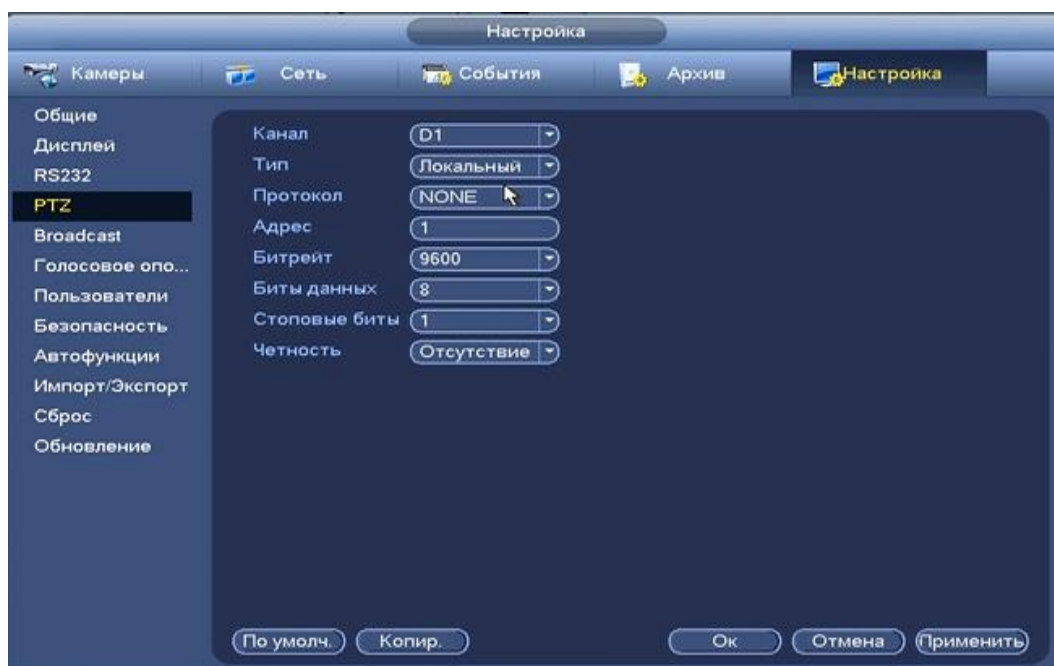 Настройка
Камеры
Сеть
События
Архив
Настройка
Общие
Дисплей
RS232
PTZ
Broadcast
Голосовое опо...
Пользователи
Безопасность
Автофункции
Импорт/Экспорт
Сброс
Обновление
Канал D1
Тип Локальный
Протокол NONE
Адрес 1
Битрейт 9600
Биты данных 8
Стоповые биты 1
Четность Отсутствие
По умолч. Копир. Ок Отмена Применить